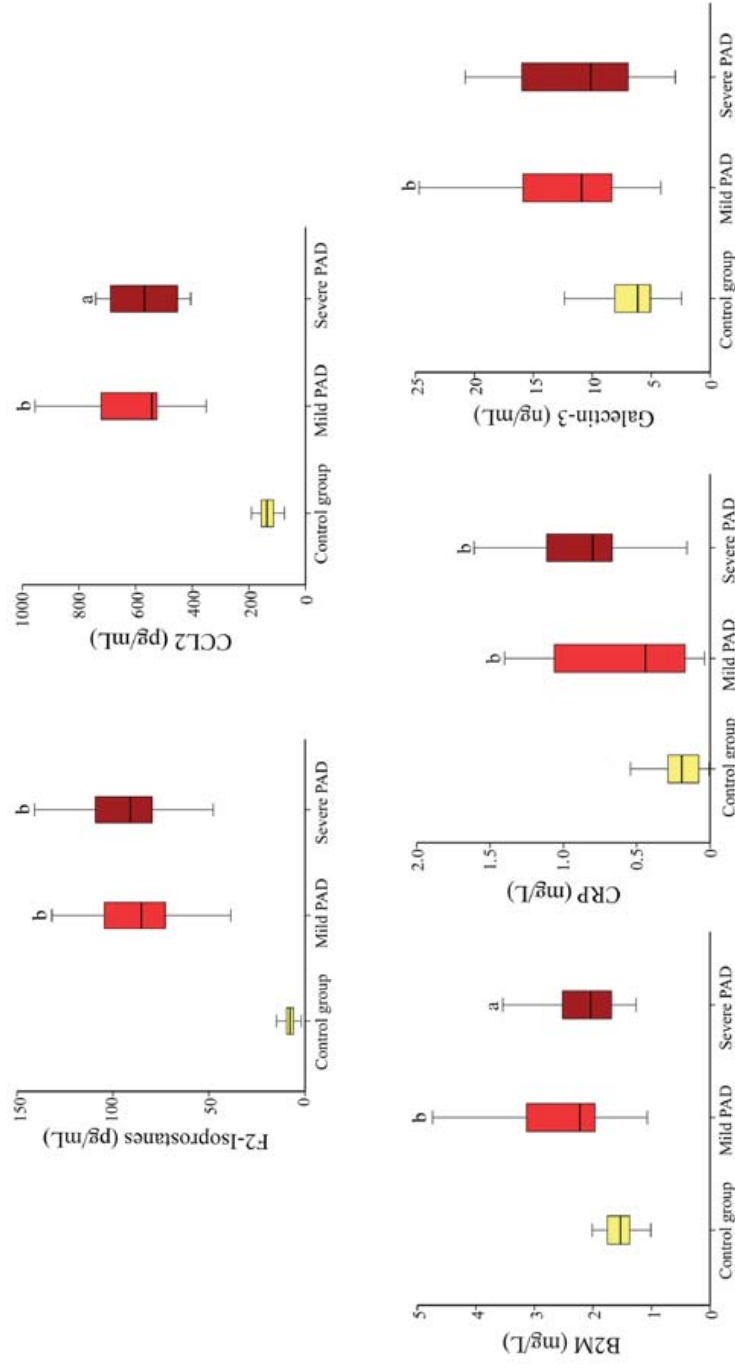 F2-Isoprostanes (pg/mL)
150
100
50
0
b
b
Control group
Mild PAD
Severe PAD
CCL2 (pg/mL)
1000
800
600
400
200
0
b
a
Control group
Mild PAD
Severe PAD
B2M (mg/L)
5
4
3
2
1
0
b
a
Control group
Mild PAD
Severe PAD
CRP (mg/L)
2.0
1.5
1.0
0.5
0
b
b
Control group
Mild PAD
Severe PAD
Galectin-3 (ng/mL)
25
20
15
10
5
0
b
Control group
Mild PAD
Severe PAD